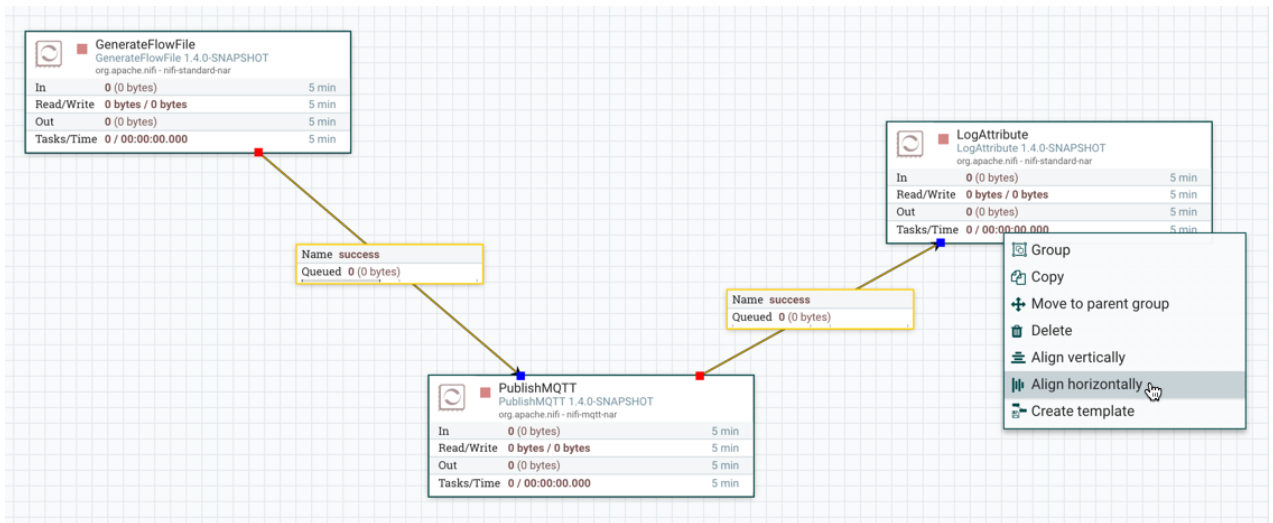 GenerateFlowFile
GenerateFlowFile 1.4.0-SNAPSHOT
org.apache.nifi - nifi-standard-nar
In 0 (0 bytes) 5 min
Read/Write 0 bytes / 0 bytes 5 min
Out 0 (0 bytes) 5 min
Tasks/Time 0 / 00:00:00.000 5 min
Name success
Queued 0 (0 bytes)
PublishMQTT
PublishMQTT 1.4.0-SNAPSHOT
org.apache.nifi - nifi-mqtt-nar
In 0 (0 bytes) 5 min
Read/Write 0 bytes / 0 bytes 5 min
Out 0 (0 bytes) 5 min
Tasks/Time 0 / 00:00:00.000 5 min
Name success
Queued 0 (0 bytes)
LogAttribute
LogAttribute 1.4.0-SNAPSHOT
org.apache.nifi - nifi-standard-nar
In 0 (0 bytes) 5 min
Read/Write 0 bytes / 0 bytes 5 min
Out 0 (0 bytes) 5 min
Tasks/Time 0 / 00:00:00.000 5 min
Group
Copy
Move to parent group
Delete
Align vertically
Align horizontally
Create template